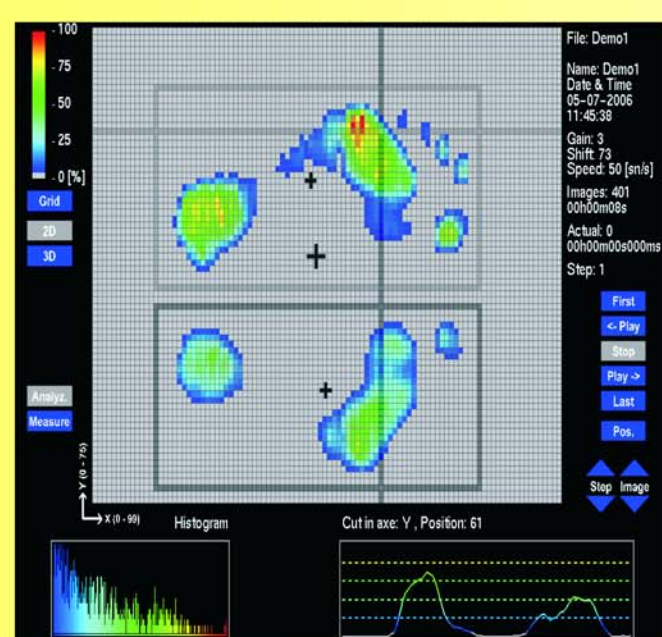 100
75
50
25
0 [%]
Grid
2D
3D
Analyz.
Measure
Y (0 - 75)
X (0 - 99)
File: Demo1
Name: Demo1
Date & Time
05-07-2006
11:45:38
Gain: 3
Shift: 73
Speed: 50 [sn/s]
Images: 401
00h00m08s
Actual: 0
00h00m00s000ms
Step: 1
First
<- Play
Stop
Play ->
Last
Pos.
Step Image
Histogram
Cut in axe: Y , Position: 61